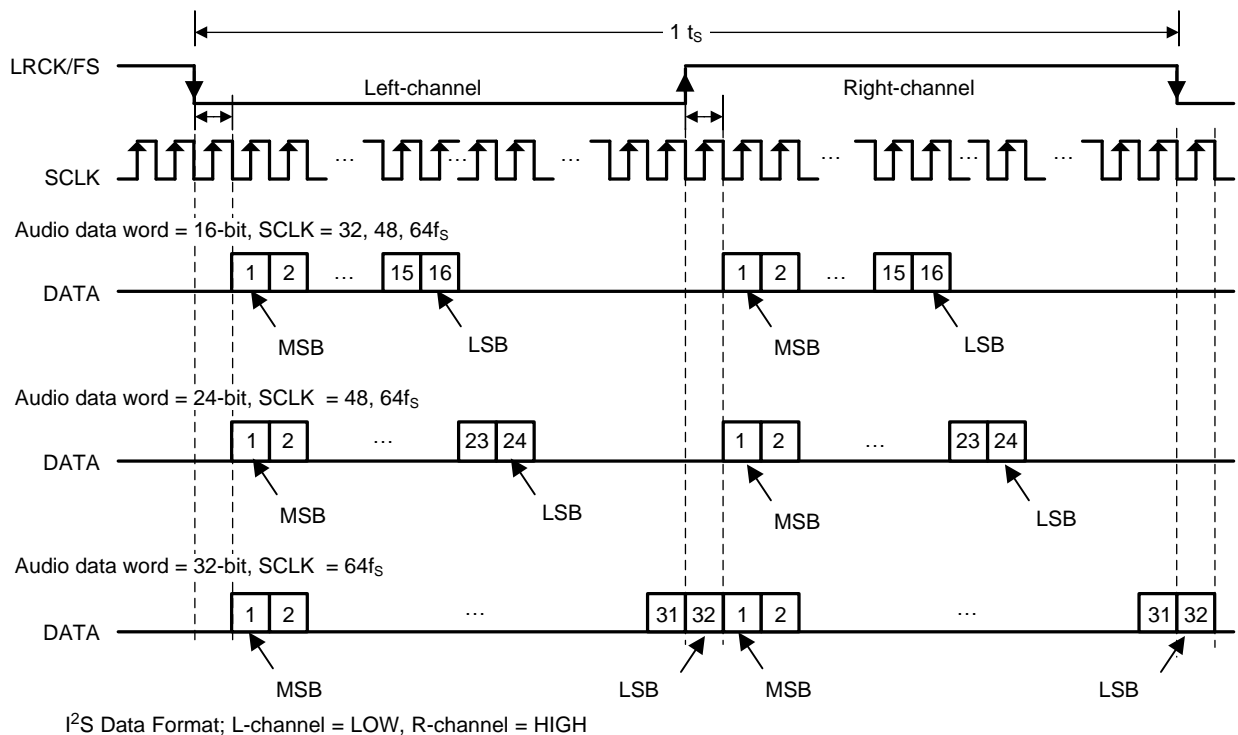 1 tS
LRCK/FS
Left-channel
Right-channel
SCLK
... ... ... ... ... ...
Audio data word = 16-bit, SCLK = 32, 48, 64fS
DATA
1 2 ... 15 16 1 2 ... 15 16
MSB LSB MSB LSB
Audio data word = 24-bit, SCLK = 48, 64fS
DATA
1 2 ... 23 24 1 2 ... 23 24
MSB LSB MSB LSB
Audio data word = 32-bit, SCLK = 64fS
DATA
1 2 ... 31 32 1 2 ... 31 32
MSB LSB MSB LSB
I2S Data Format; L-channel = LOW, R-channel = HIGH